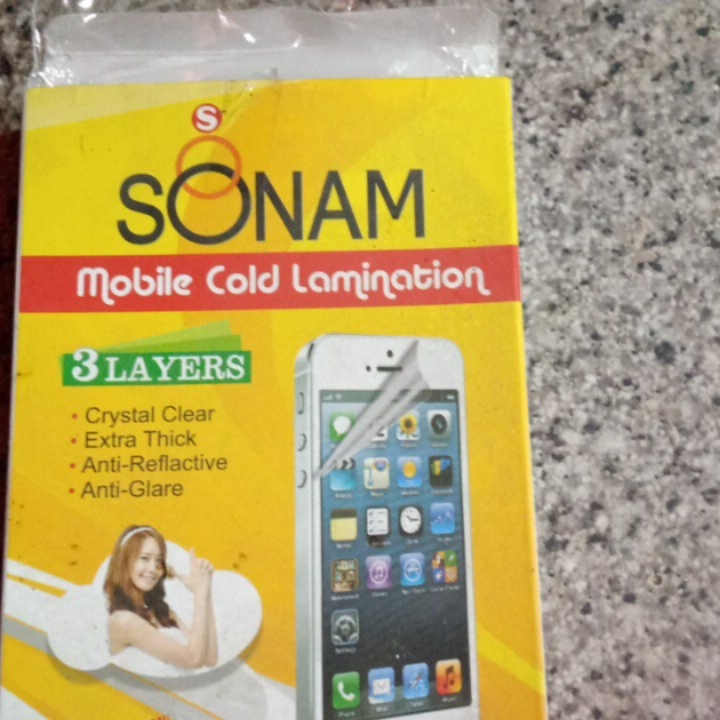 S
SONAM
Mobile Cold Lamination
3 LAYERS
• Crystal Clear
• Extra Thick
• Anti-Reflactive
• Anti-Glare